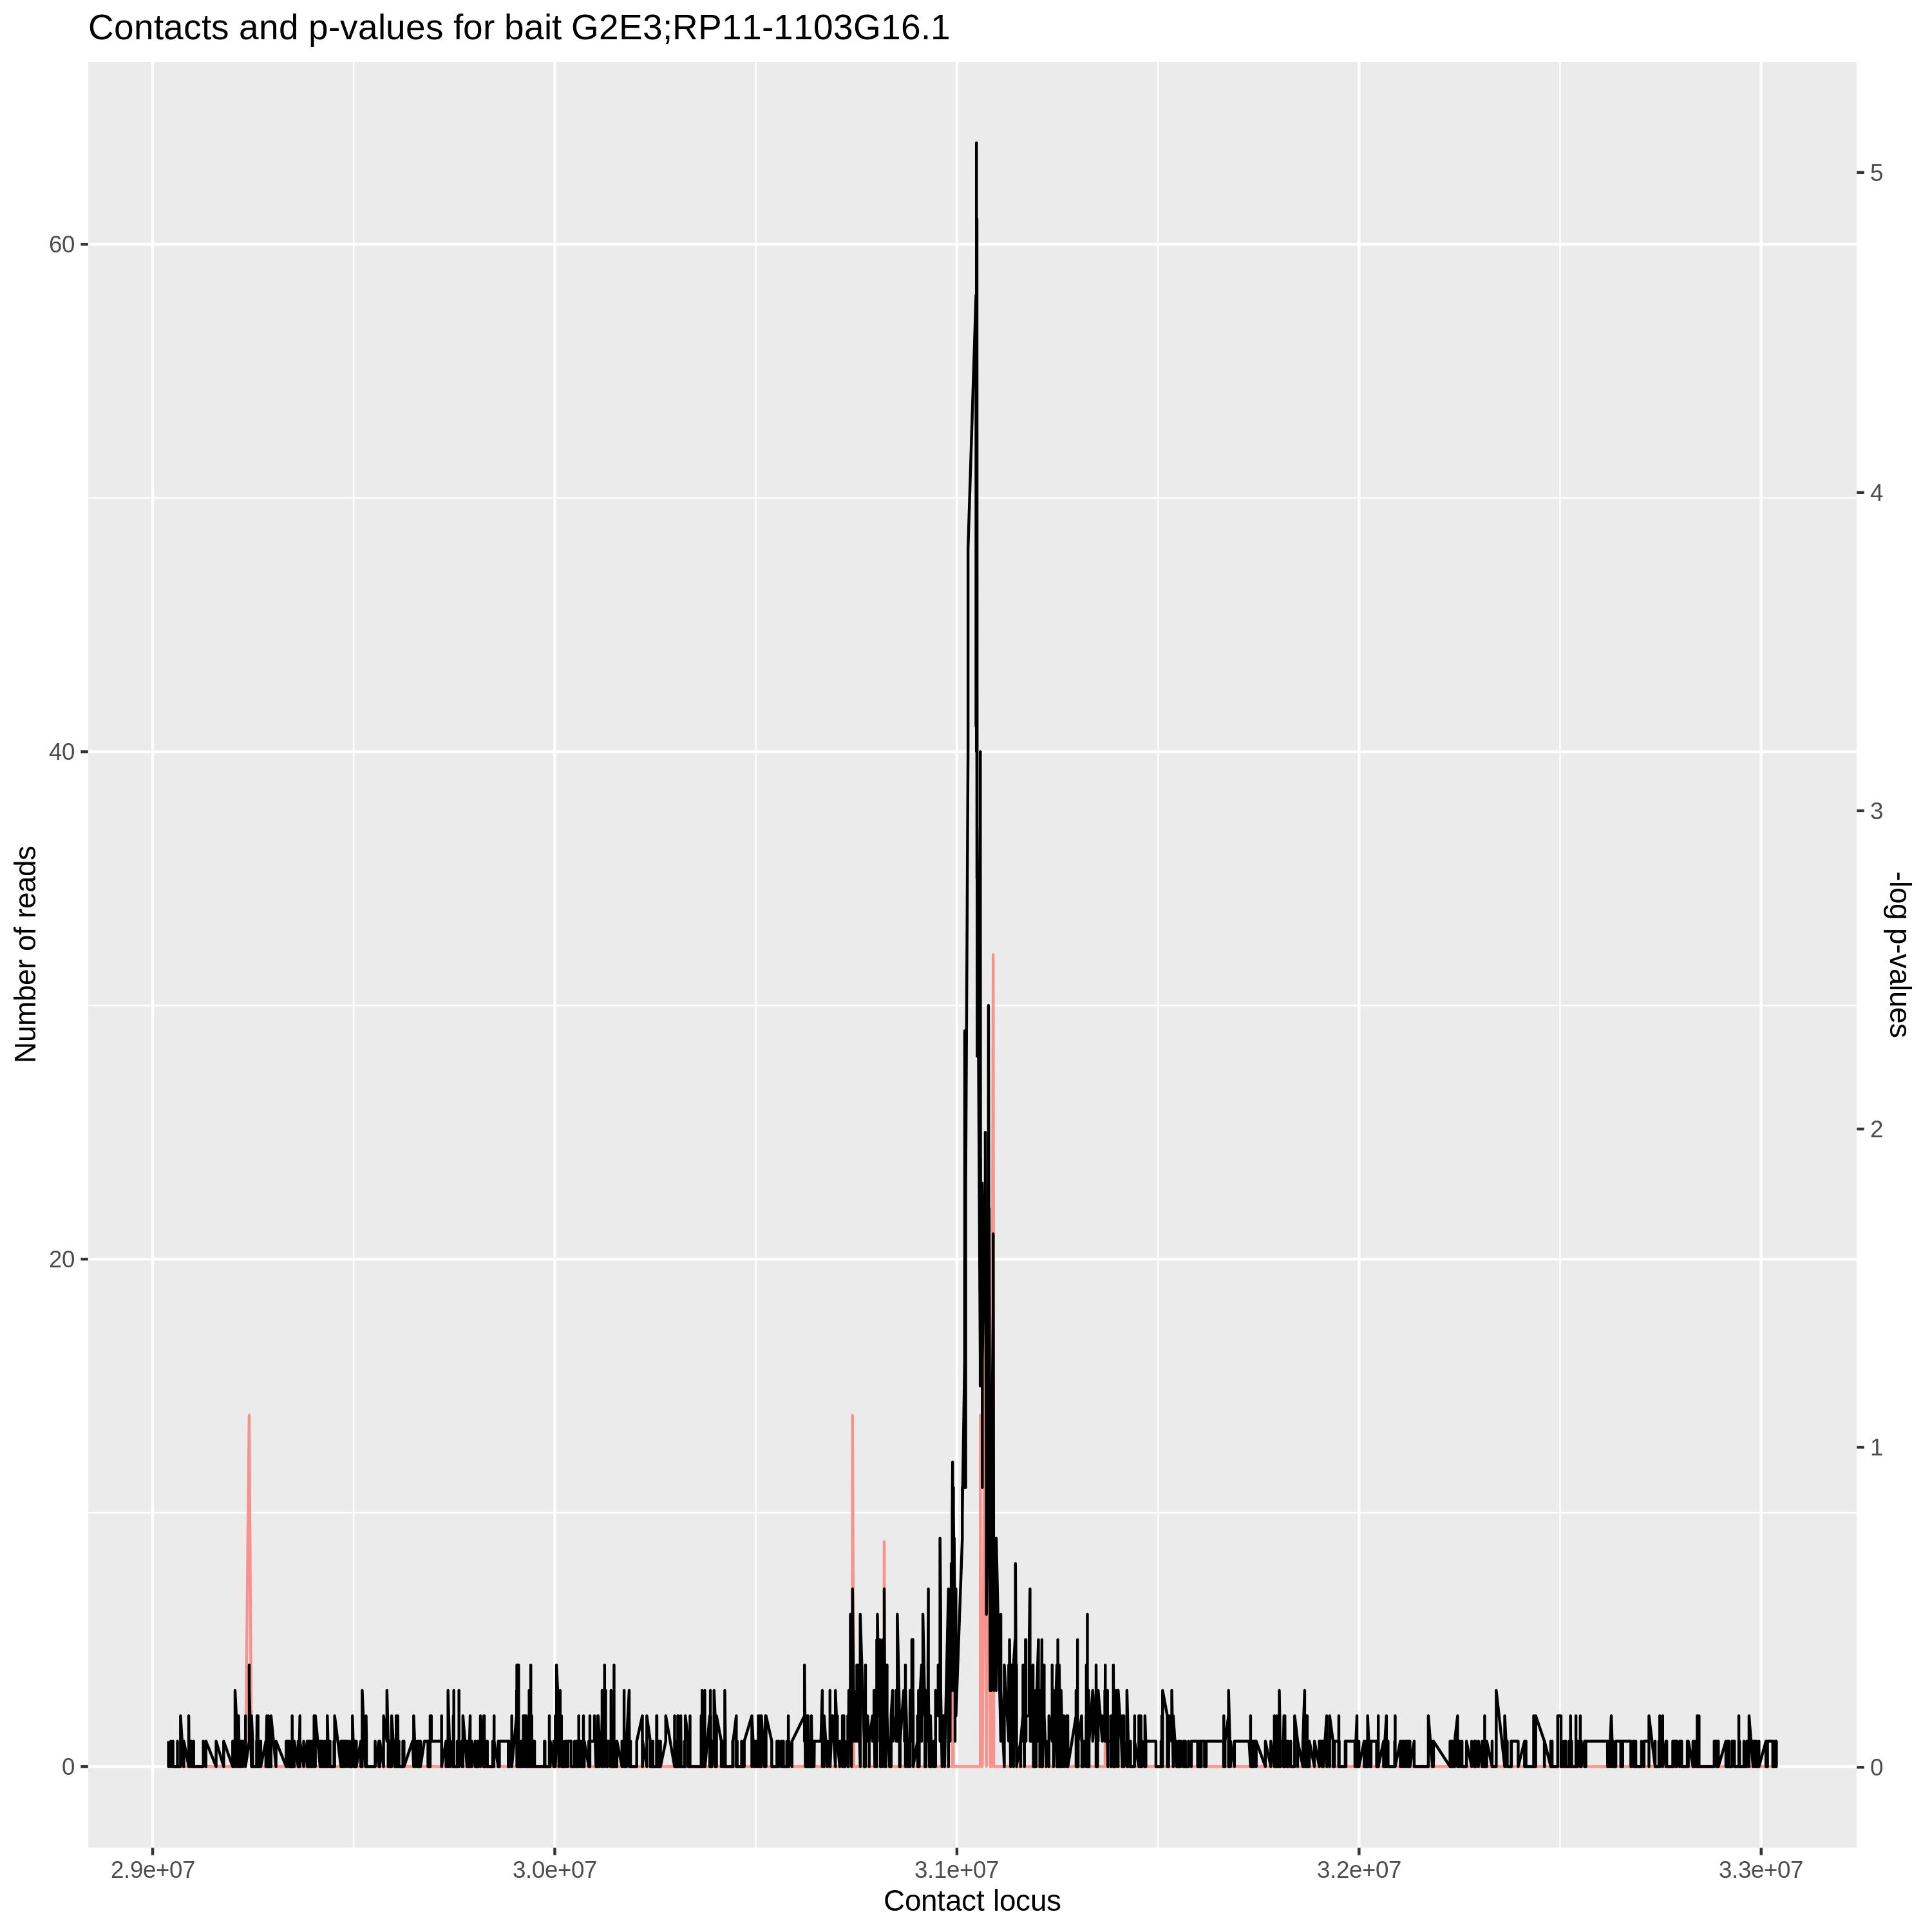 Contacts and p-values for bait G2E3;RP11-1103G16.1
60
40
20
0
Number of reads
5
4
3
2
1
0
-log p-values
2.9e+07 3.0e+07 3.1e+07 3.2e+07 3.3e+07
Contact locus